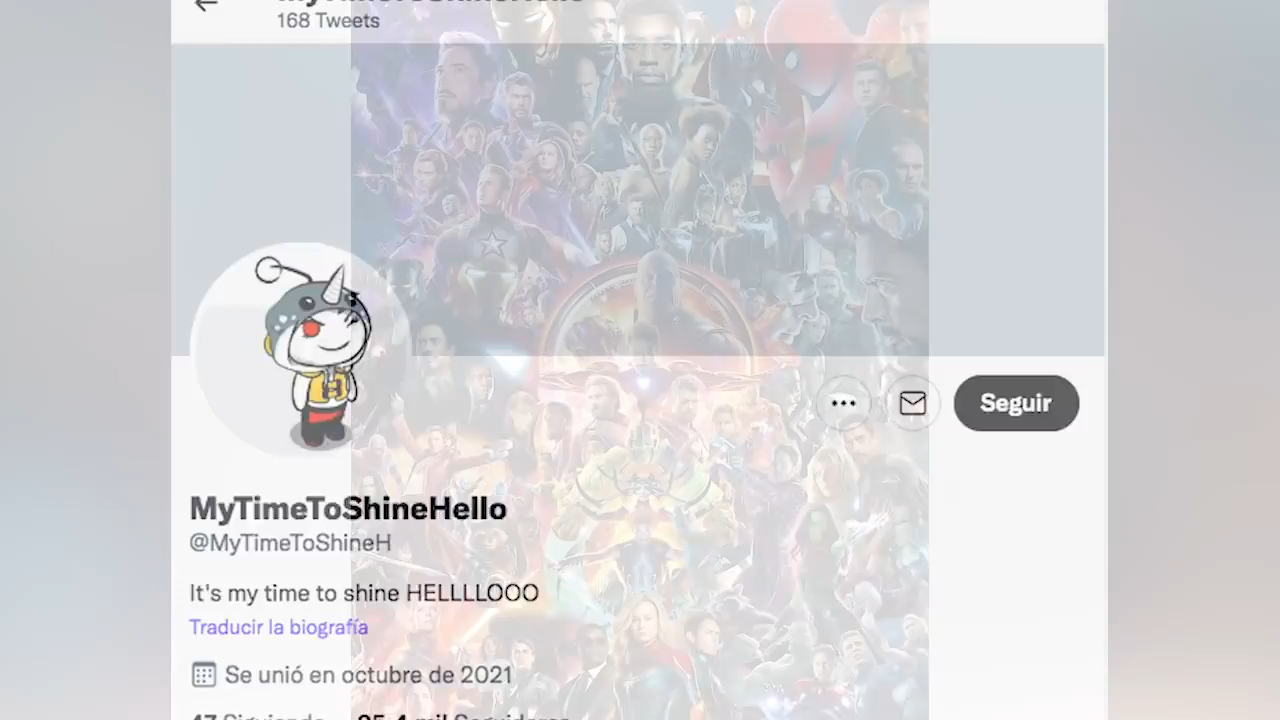 168 Tweets
Seguir
MyTimeToShineHello
@MyTimeToShineH
It's my time to shine HELLLLOOO
Traducir la biografía
Se unió en octubre de 2021